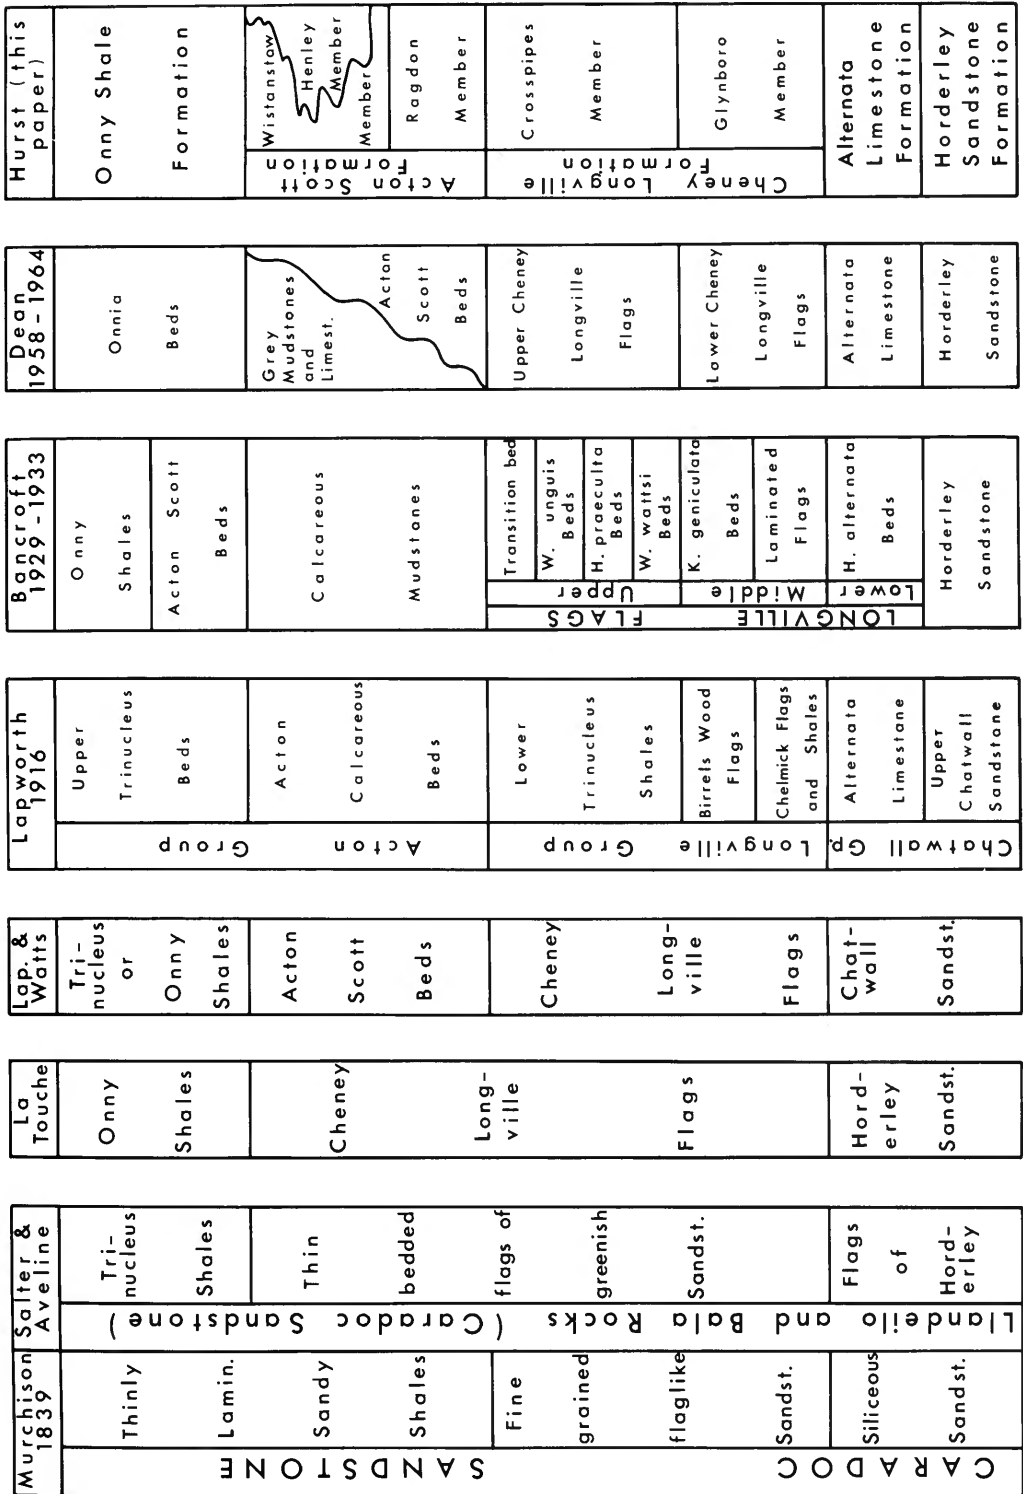 Murchison
1839
CARADOC SANDSTONE
Thinly
Lamin.
Sandy
Shales
Fine
grained
flaglike
Sandst.
Siliceous
Sandst.
Salter &
Aveline
Llandeilo and Bala Rocks (Caradoc Sandstone)
Tri-
nucleus
Shales
Thin
bedded
flags of
greenish
Sandst.
Flags
of
Hord-
erley
La
Touche
Onny
Shales
Cheney
Long-
ville
Flags
Hord-
erley
Sandst.
Lap. &
Watts
Tri-
nucleus
or
Onny
Shales
Acton
Scott
Beds
Cheney
Long-
ville
Flags
Chat-
wall
Sandst.
Lapworth
1916
Acton Group
Upper
Trinucleus
Beds
Acton
Calcareous
Beds
Longville Group
Lower
Trinucleus
Shales
Birrels Wood
Flags
Chelmick Flags
and Shales
Chatwall Gp.
Alternata
Limestane
Upper
Chatwall
Sandstane
Bancroft
1929-1933
Onny
Shales
Acton Scott
Beds
Calcareous
Mudstanes
LONGVILLE FLAGS
Upper
Transition bed
W. unguis
Beds
H. praeculta
Beds
W. wattsi
Beds
Middle
K. geniculata
Beds
Laminated
Flags
Lower
H. alternata
Beds
Horderley
Sandstone
Dean
1958-1964
Onnia
Beds
Grey
Mudstones
and
Limest.
Actan
Scott
Beds
Upper Cheney
Longville
Flags
Lower Cheney
Longville
Flags
Alternata
Limestone
Horderley
Sandstone
Hurst (this
paper)
Onny Shale
Formation
Acton Scott
Formation
Wistanstaw
Member
Henley
Member
Ragdon
Member
Cheney Longville
Formation
Crosspipes
Member
Glynboro
Member
Alternata
Limestone
Formation
Horderley
Sandstone
Formation